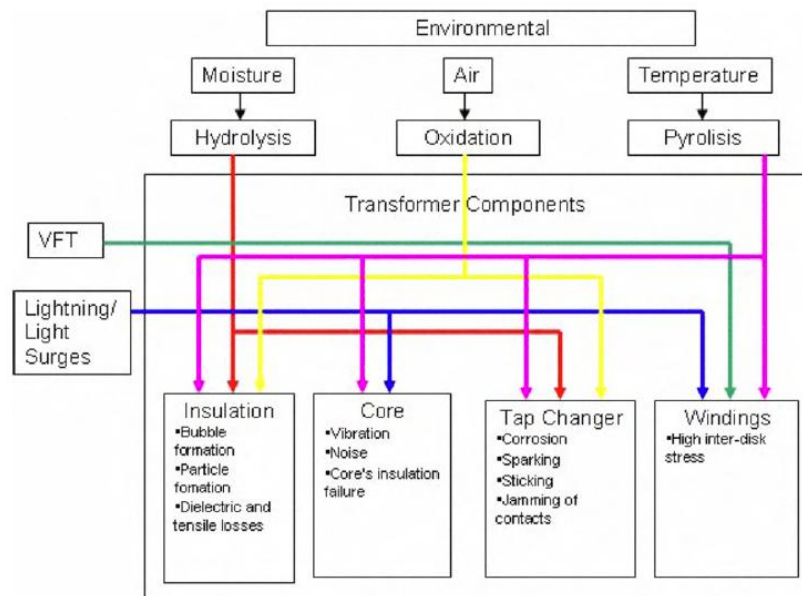 Environmental
Moisture
Air
Temperature
Hydrolysis
Oxidation
Pyrolisis
Transformer Components
VFT
Lightning/
Light
Surges
Insulation
▪Bubble
formation
▪Particle
fomation
▪Dielectric and
tensile losses
Core
▪Vibration
▪Noise
▪Core's insulation
failure
Tap Changer
▪Corrosion
▪Sparking
▪Sticking
▪Jamming of
contacts
Windings
▪High inter-disk
stress